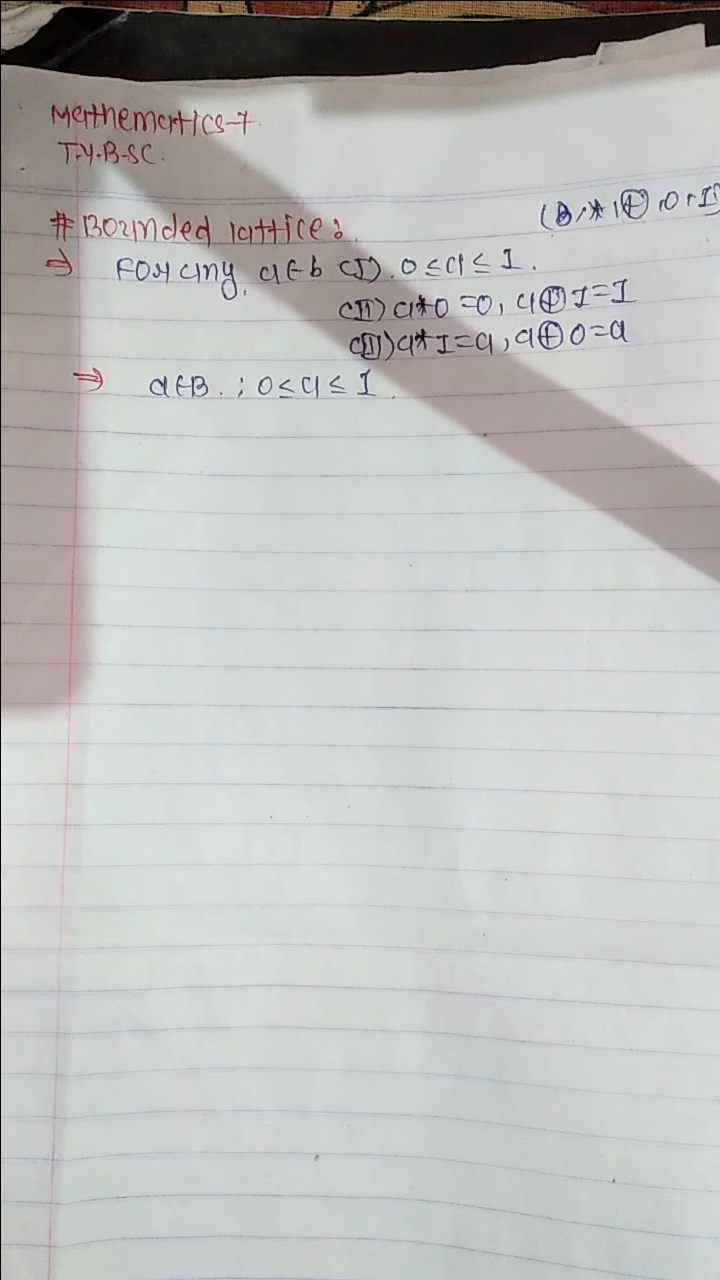 Mathematics-7
T.Y.B.SC.
(B, *, ⊕, 0, I)
# Bounded lattice:
⇒ For any a∈b (I). 0≤a≤I.
(II) a*0=0, a⊕I=I
(III) a*I=a, a⊕0=a
⇒ a∈B. ; 0≤a≤I.